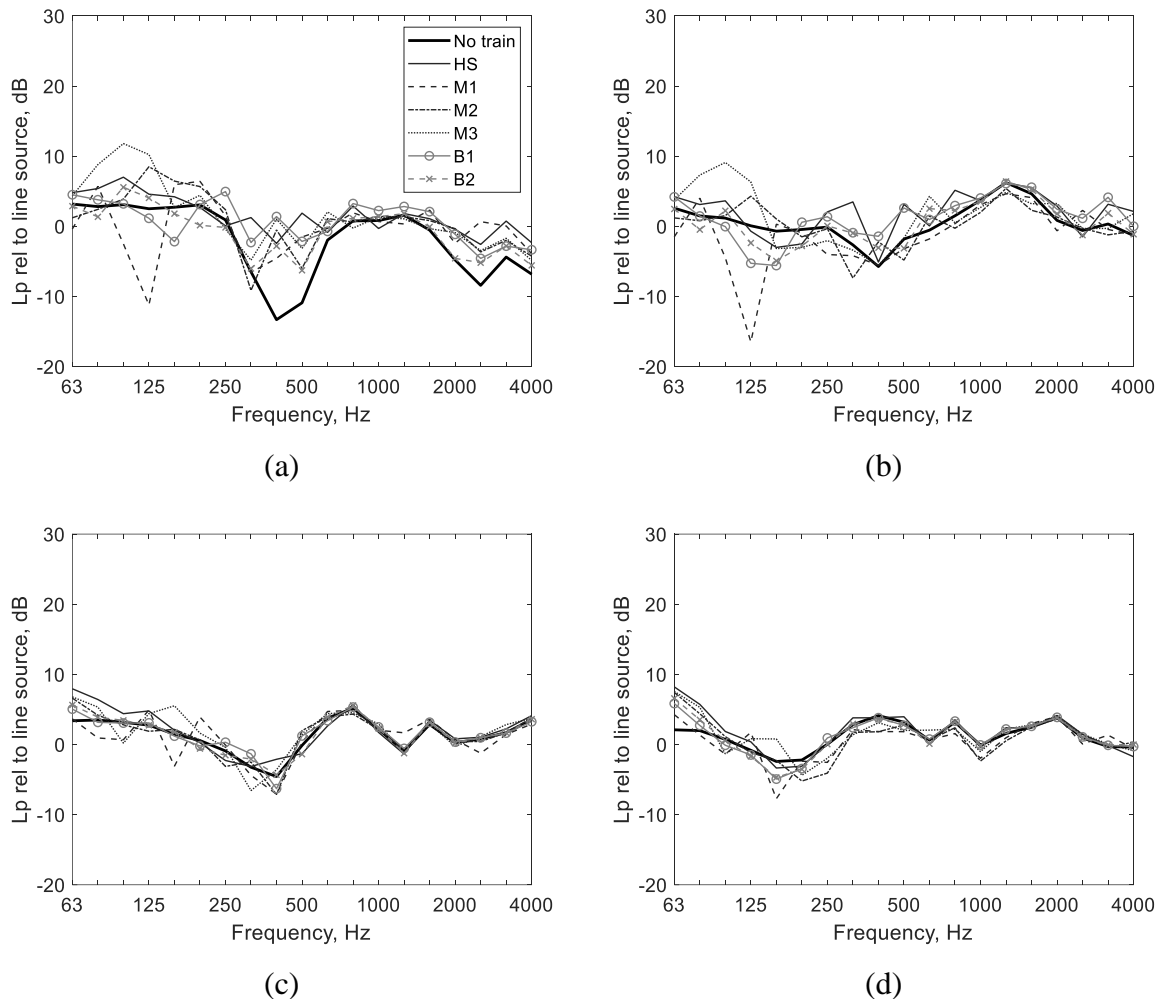 30
20
10
0
-10
-20
Lp rel to line source, dB
63 125 250 500 1000 2000 4000
Frequency, Hz
No train
HS
M1
M2
M3
B1
B2
(a)
30
20
10
0
-10
-20
Lp rel to line source, dB
63 125 250 500 1000 2000 4000
Frequency, Hz
(b)
30
20
10
0
-10
-20
Lp rel to line source, dB
63 125 250 500 1000 2000 4000
Frequency, Hz
(c)
30
20
10
0
-10
-20
Lp rel to line source, dB
63 125 250 500 1000 2000 4000
Frequency, Hz
(d)